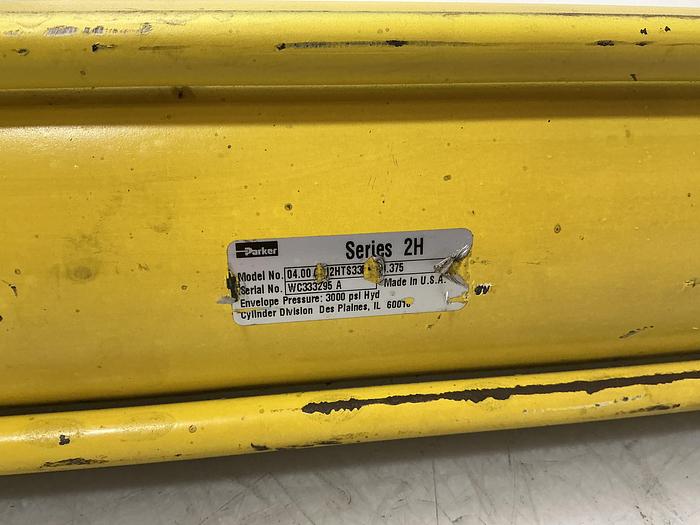 Parker
Series 2H
Model No. 04.00 2HTS33 .375
Serial No. WC333295 A
Made in U.S.A.
Envelope Pressure: 3000 psi Hyd
Cylinder Division Des Plaines, IL